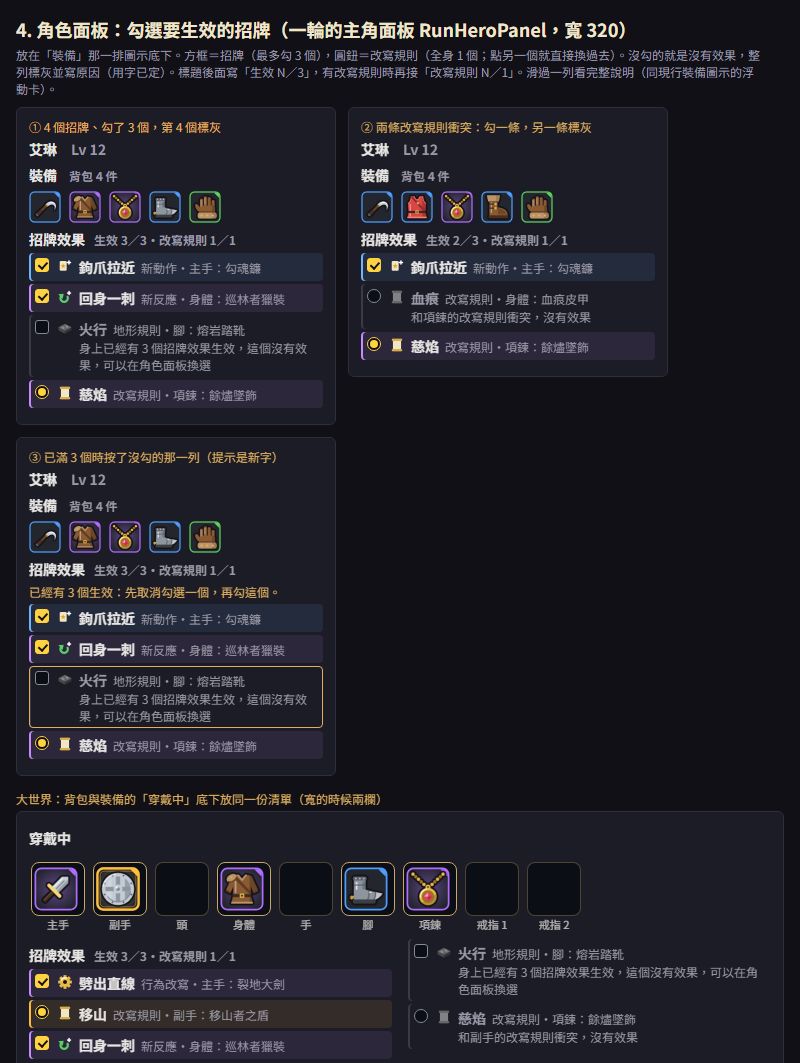 4. 角色面板：勾選要生效的招牌（一輪的主角面板 RunHeroPanel，寬 320）
放在「裝備」那一排圖示底下。方框＝招牌（最多勾 3 個），圓鈕＝改寫規則（全身 1 個；點另一個就直接換過去）。沒勾的就是沒有效果，整
列標灰並寫原因（用字已定）。標題後面寫「生效 N／3」，有改寫規則時再接「改寫規則 N／1」。滑過一列看完整說明（同現行裝備圖示的浮
動卡）。
① 4 個招牌、勾了 3 個，第 4 個標灰
艾琳 Lv 12
裝備 背包 4 件
招牌效果 生效 3／3・改寫規則 1／1
鉤爪拉近 新動作・主手：勾魂鐮
回身一刺 新反應・身體：巡林者獵裝
火行 地形規則・腳：熔岩踏靴
身上已經有 3 個招牌效果生效，這個沒有效
果，可以在角色面板換選
慈焰 改寫規則・項鍊：餘燼墜飾
② 兩條改寫規則衝突：勾一條，另一條標灰
艾琳 Lv 12
裝備 背包 4 件
招牌效果 生效 2／3・改寫規則 1／1
鉤爪拉近 新動作・主手：勾魂鐮
血痕 改寫規則・身體：血痕皮甲
和項鍊的改寫規則衝突，沒有效果
慈焰 改寫規則・項鍊：餘燼墜飾
③ 已滿 3 個時按了沒勾的那一列（提示是新字）
艾琳 Lv 12
裝備 背包 4 件
招牌效果 生效 3／3・改寫規則 1／1
已經有 3 個生效：先取消勾選一個，再勾這個。
鉤爪拉近 新動作・主手：勾魂鐮
回身一刺 新反應・身體：巡林者獵裝
火行 地形規則・腳：熔岩踏靴
身上已經有 3 個招牌效果生效，這個沒有效
果，可以在角色面板換選
慈焰 改寫規則・項鍊：餘燼墜飾
大世界：背包與裝備的「穿戴中」底下放同一份清單（寬的時候兩欄）
穿戴中
主手 副手 頭 身體 手 腳 項鍊 戒指 1 戒指 2
招牌效果 生效 3／3・改寫規則 1／1
劈出直線 行為改寫・主手：裂地大劍
移山 改寫規則・副手：移山者之盾
回身一刺 新反應・身體：巡林者獵裝
火行 地形規則・腳：熔岩踏靴
身上已經有 3 個招牌效果生效，這個沒有效果，可以在角
色面板換選
慈焰 改寫規則・項鍊：餘燼墜飾
和副手的改寫規則衝突，沒有效果